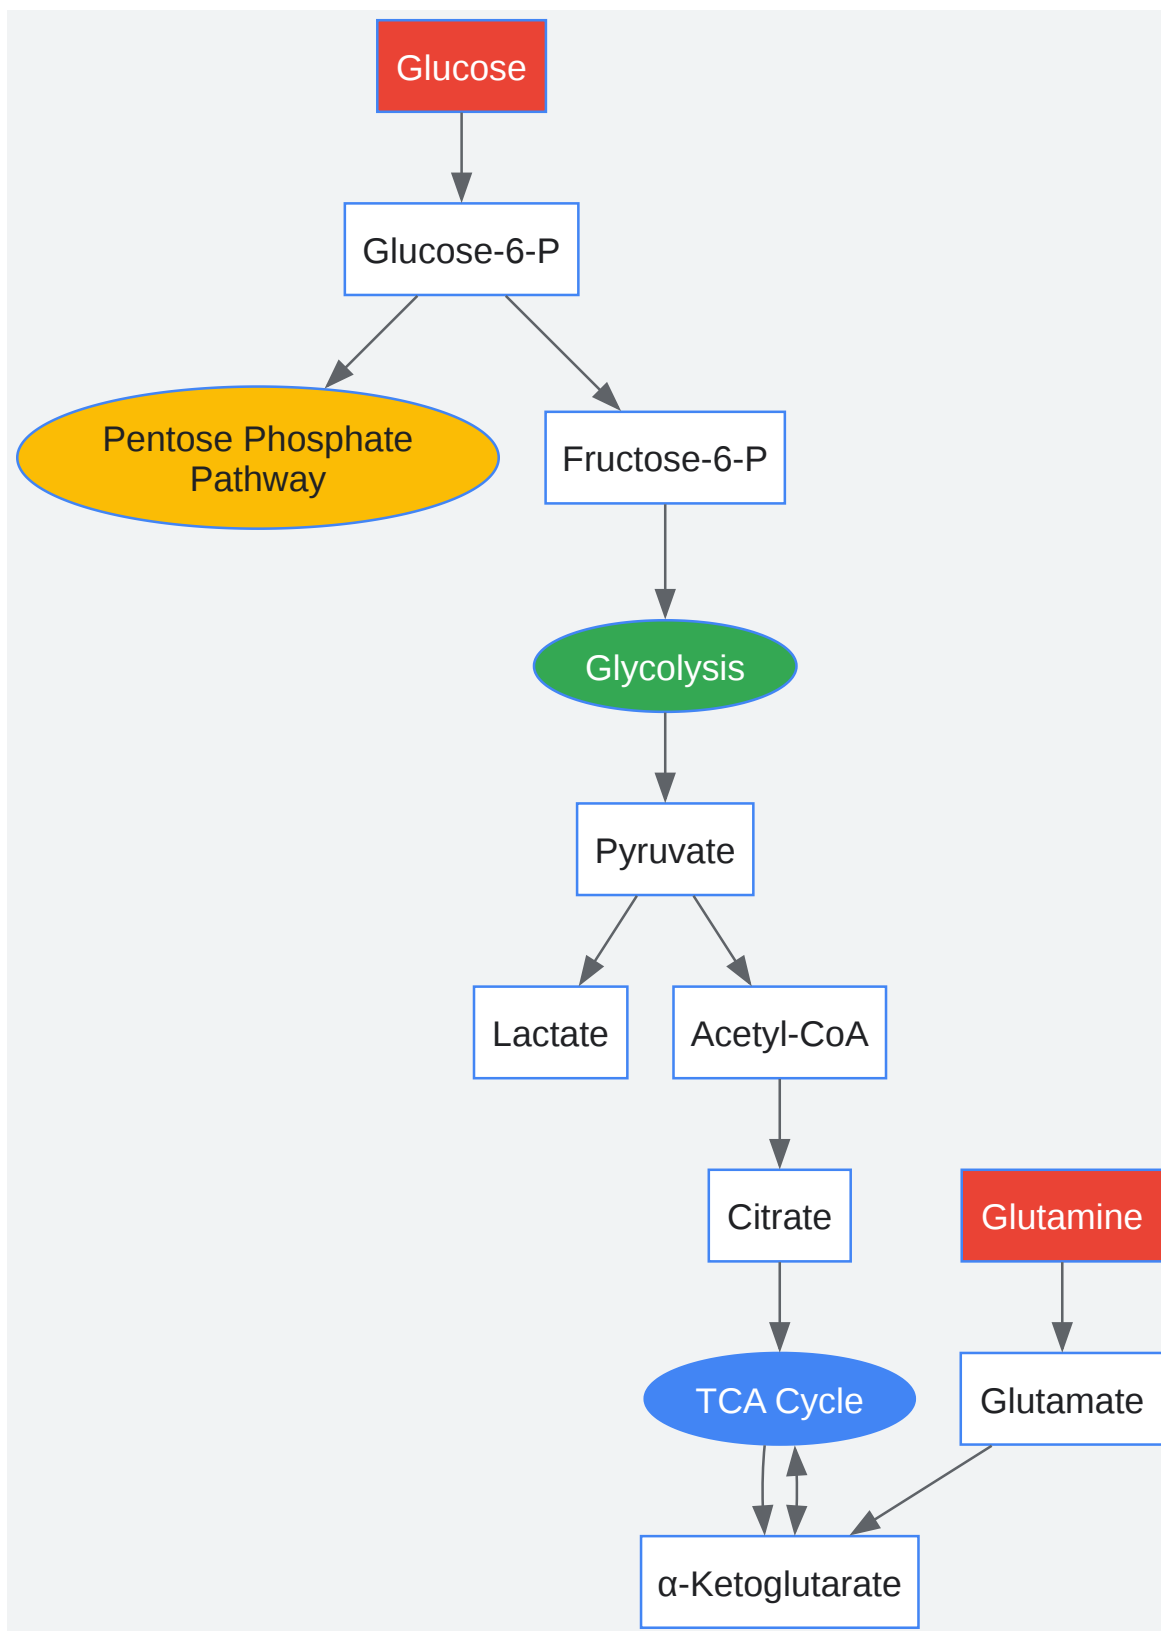 Glucose
Glucose-6-P
Pentose Phosphate
Pathway
Fructose-6-P
Glycolysis
Pyruvate
Lactate
Acetyl-CoA
Citrate
Glutamine
TCA Cycle
Glutamate
α-Ketoglutarate